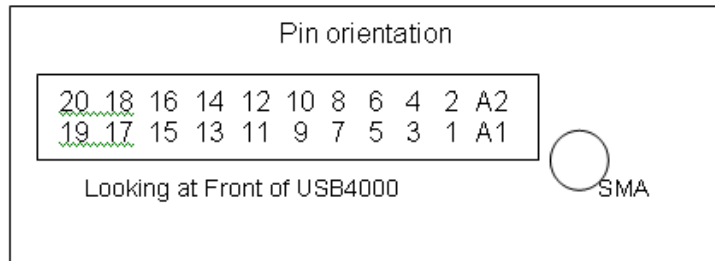 Pin orientation
20 18 16 14 12 10 8 6 4 2 A2
19 17 15 13 11 9 7 5 3 1 A1
Looking at Front of USB4000
SMA